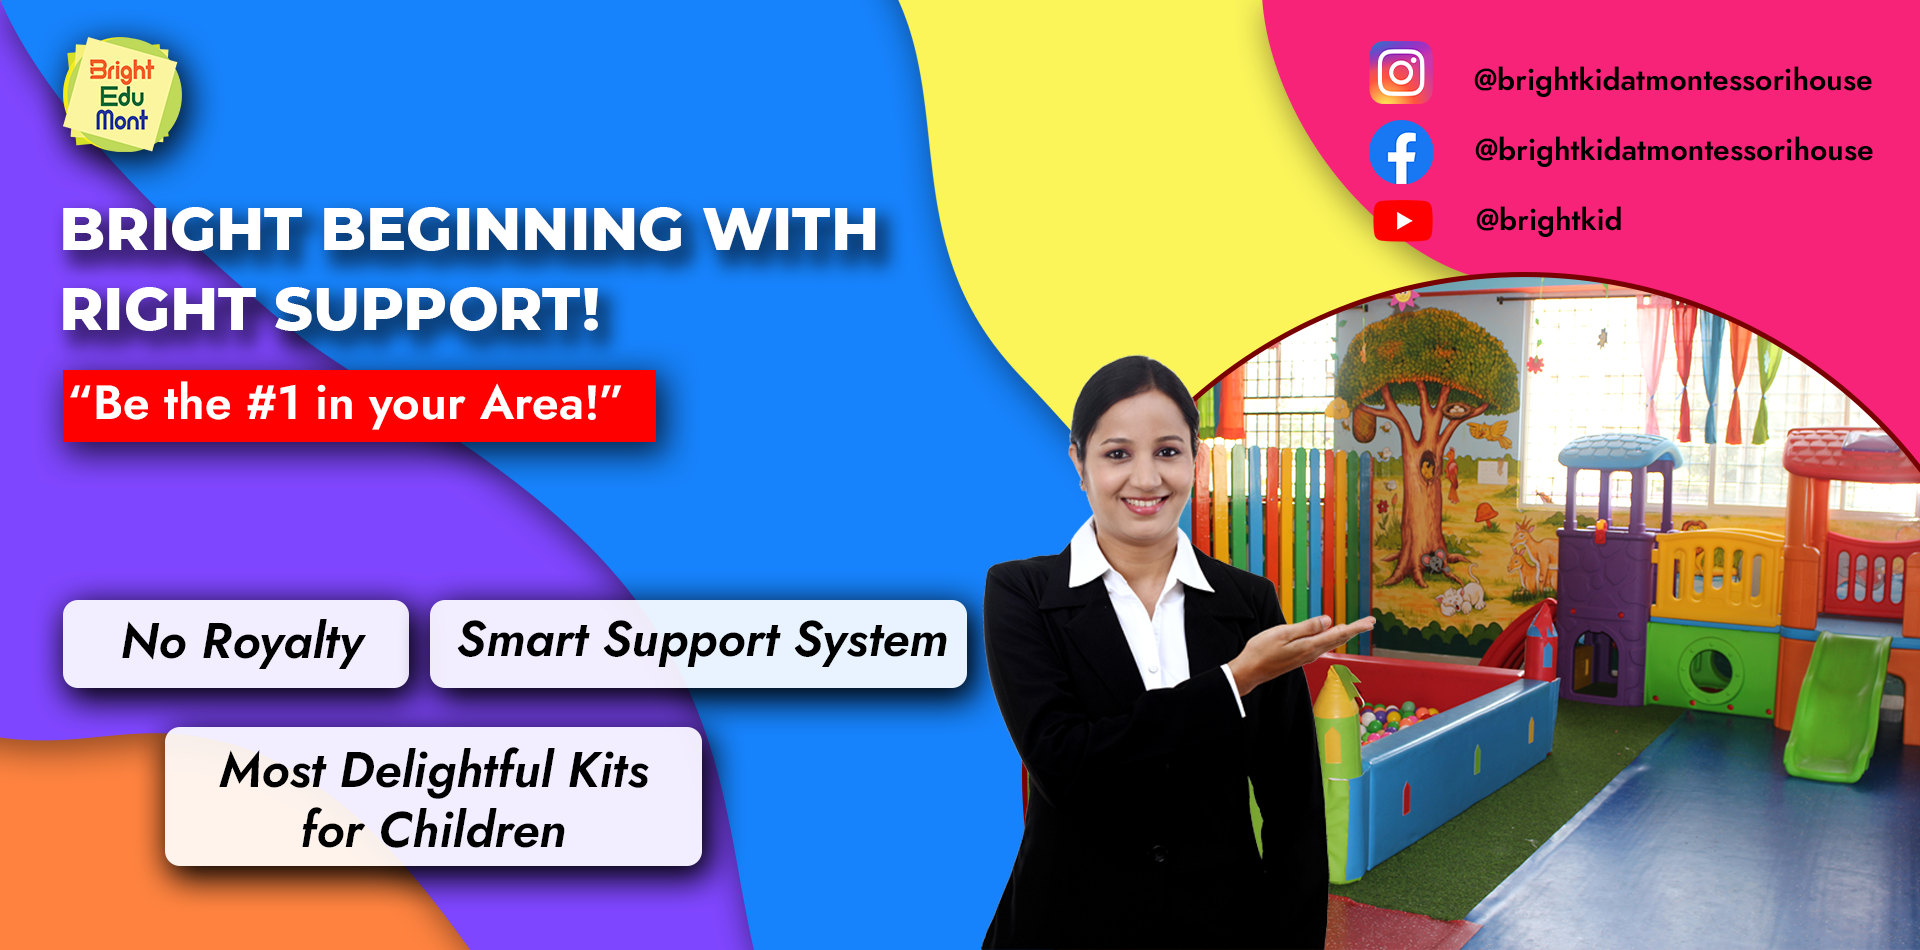 Bright
Edu
Mont
BRIGHT BEGINNING WITH
RIGHT SUPPORT!
“Be the #1 in your Area!”
No Royalty
Smart Support System
Most Delightful Kits
for Children
@brightkidatmontessorihouse
@brightkidatmontessorihouse
@brightkid